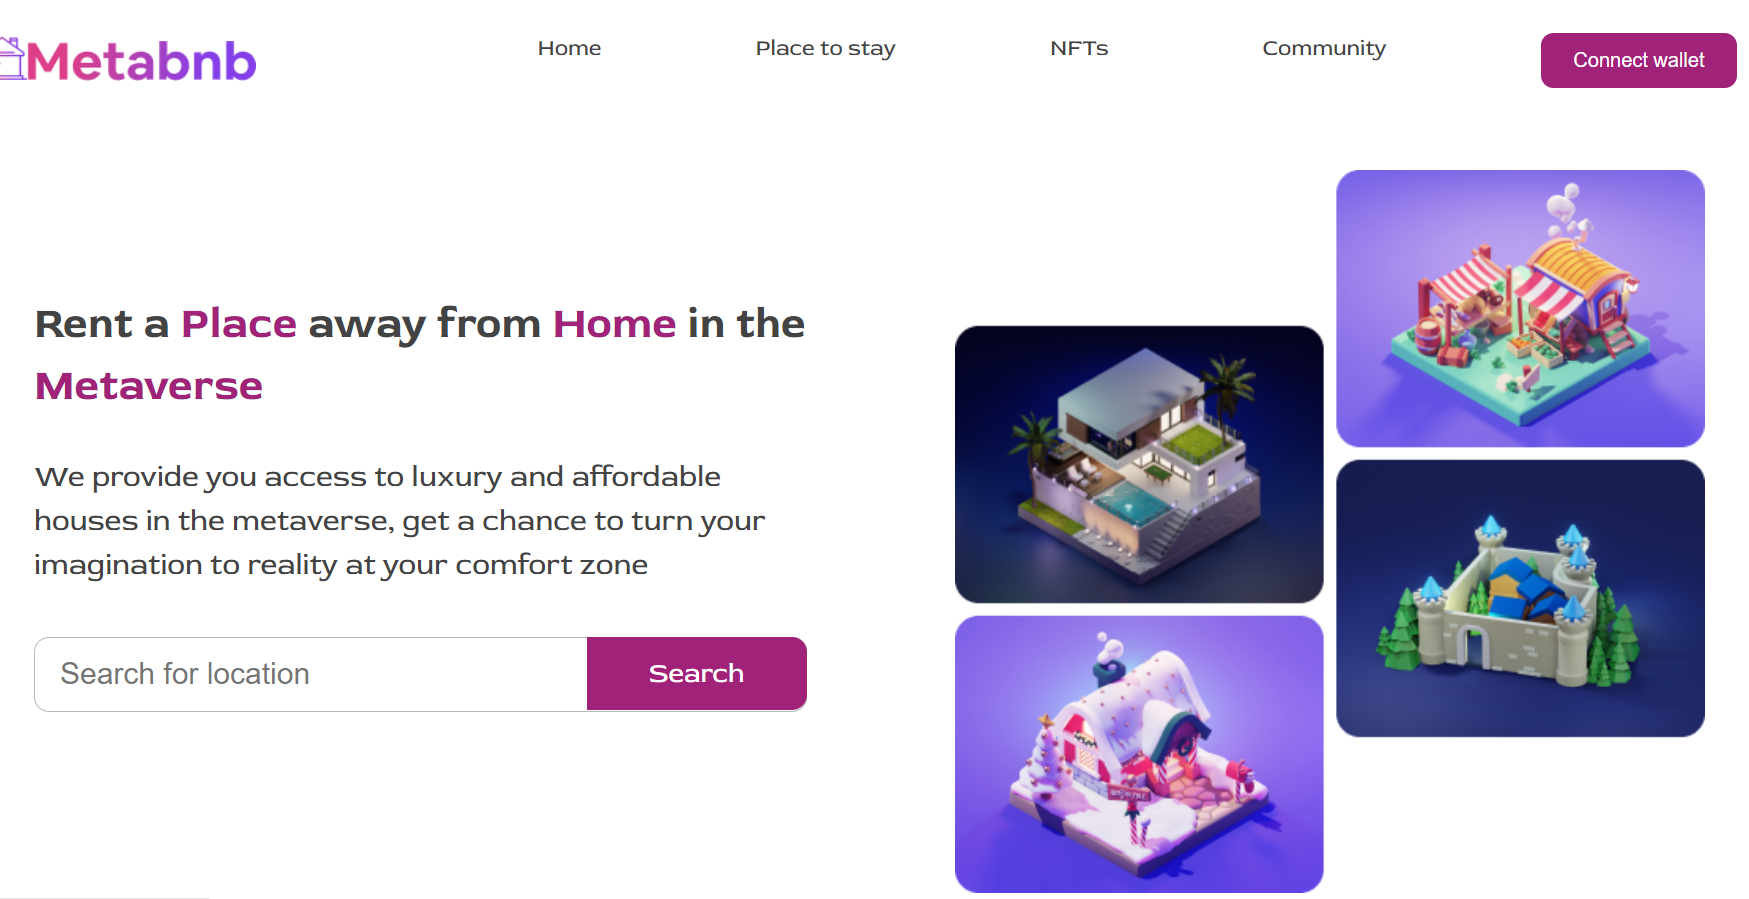 Metabnb
Home
Place to stay
NFTs
Community
Connect wallet
Rent a Place away from Home in the
Metaverse
We provide you access to luxury and affordable
houses in the metaverse, get a chance to turn your
imagination to reality at your comfort zone
Search for location
Search